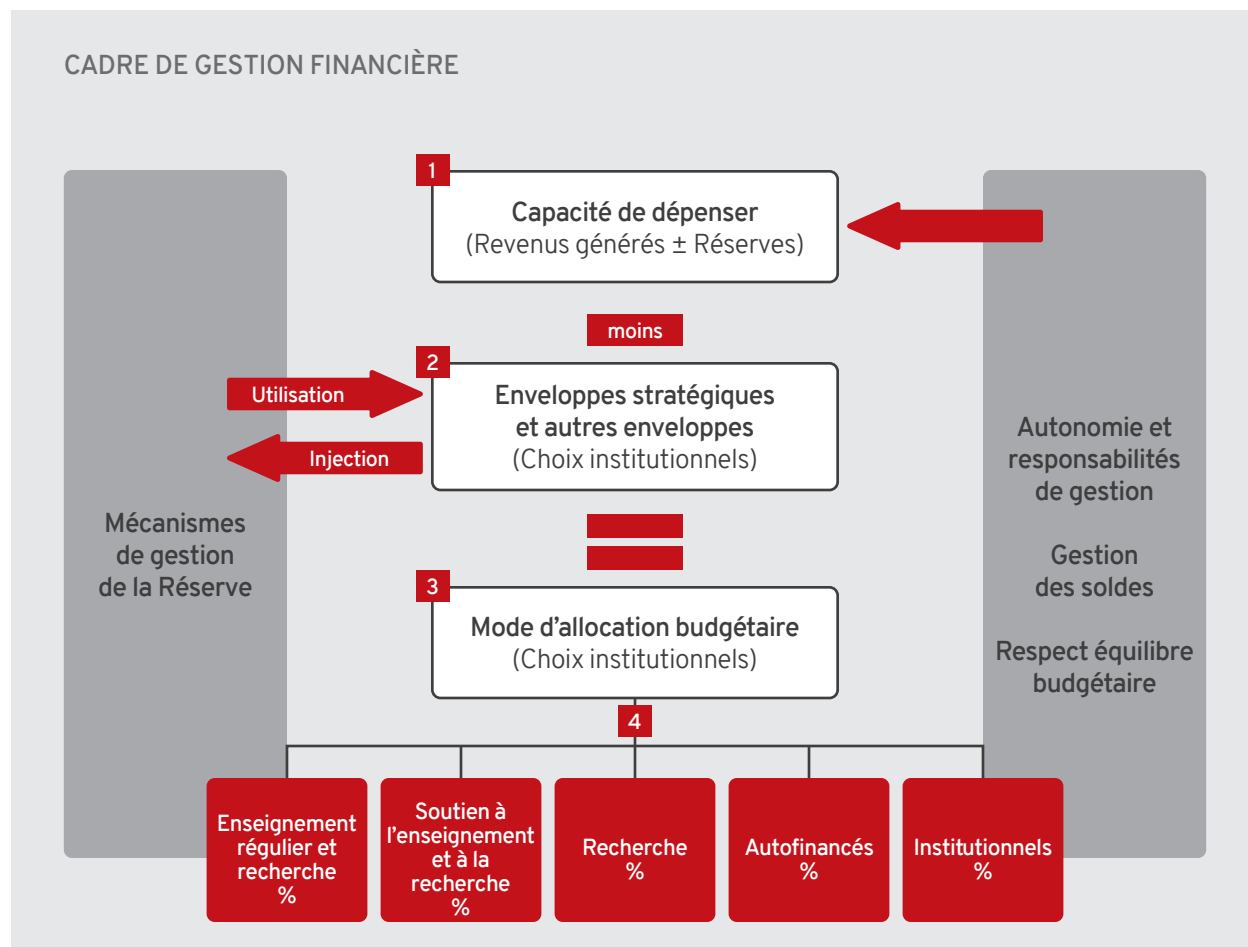 CADRE DE GESTION FINANCIÈRE
1
Capacité de dépenser
(Revenus générés ± Réserves)
moins
2
Enveloppes stratégiques
et autres enveloppes
(Choix institutionnels)
Utilisation
Injection
Mécanismes
de gestion
de la Réserve
Autonomie et
responsabilités
de gestion
Gestion
des soldes
Respect équilibre
budgétaire
3
Mode d'allocation budgétaire
(Choix institutionnels)
4
Enseignement
régulier et
recherche
%
Soutien à
l'enseignement
et à la
recherche
%
Recherche
%
Autofinancés
%
Institutionnels
%